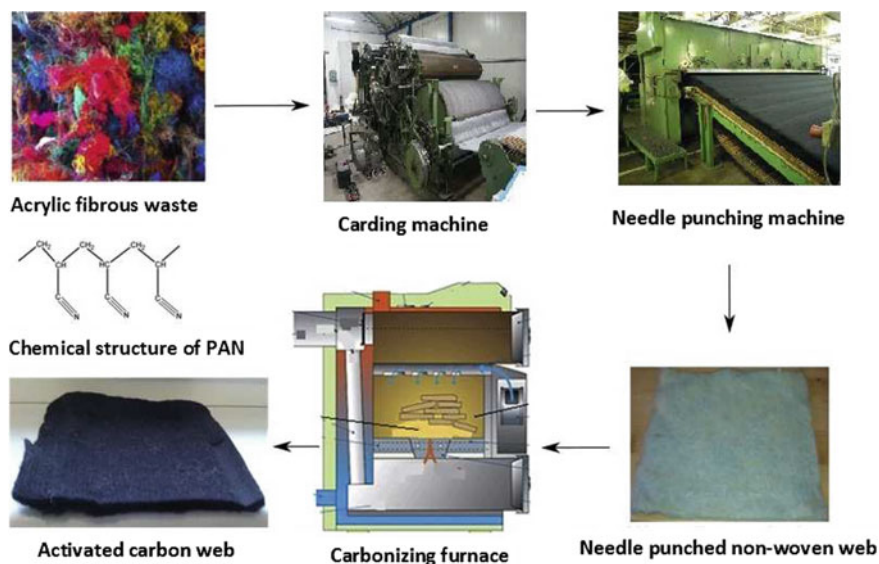 Acrylic fibrous waste
Carding machine
Needle punching machine
CH2 CH2 CH2
CH HC CH
C C C
N N N
Chemical structure of PAN
Activated carbon web
Carbonizing furnace
Needle punched non-woven web